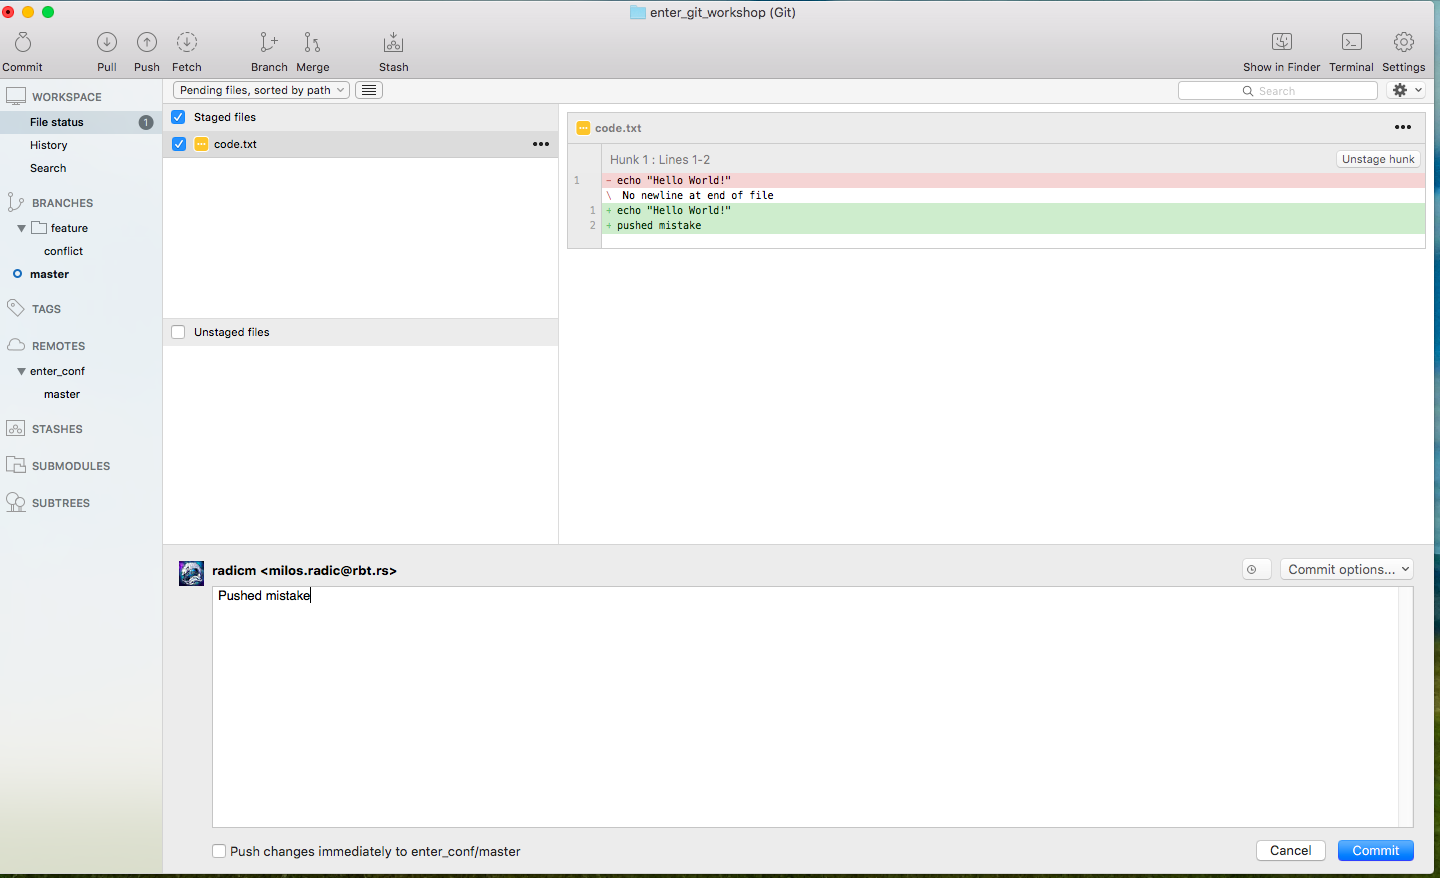 enter_git_workshop (Git)
Commit Pull Push Fetch Branch Merge Stash Show in Finder Terminal Settings
WORKSPACE
File status 1
History
Search
BRANCHES
feature
conflict
master
TAGS
REMOTES
enter_conf
master
STASHES
SUBMODULES
SUBTREES
Pending files, sorted by path
Search
Staged files
code.txt
Unstaged files
code.txt
Hunk 1 : Lines 1-2 Unstage hunk
1 - echo "Hello World!"
\ No newline at end of file
1 + echo "Hello World!"
2 + pushed mistake
radicm <milos.radic@rbt.rs> Commit options...
Pushed mistake
Push changes immediately to enter_conf/master Cancel Commit